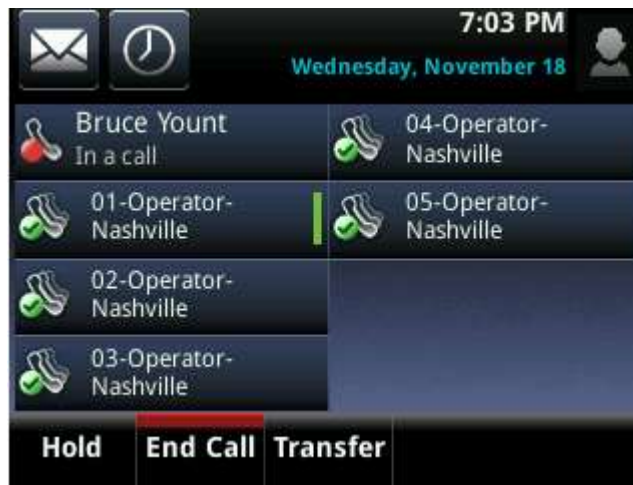 7:03 PM
Wednesday, November 18
Bruce Yount
In a call
04-Operator-
Nashville
01-Operator-
Nashville
05-Operator-
Nashville
02-Operator-
Nashville
03-Operator-
Nashville
Hold
End Call
Transfer